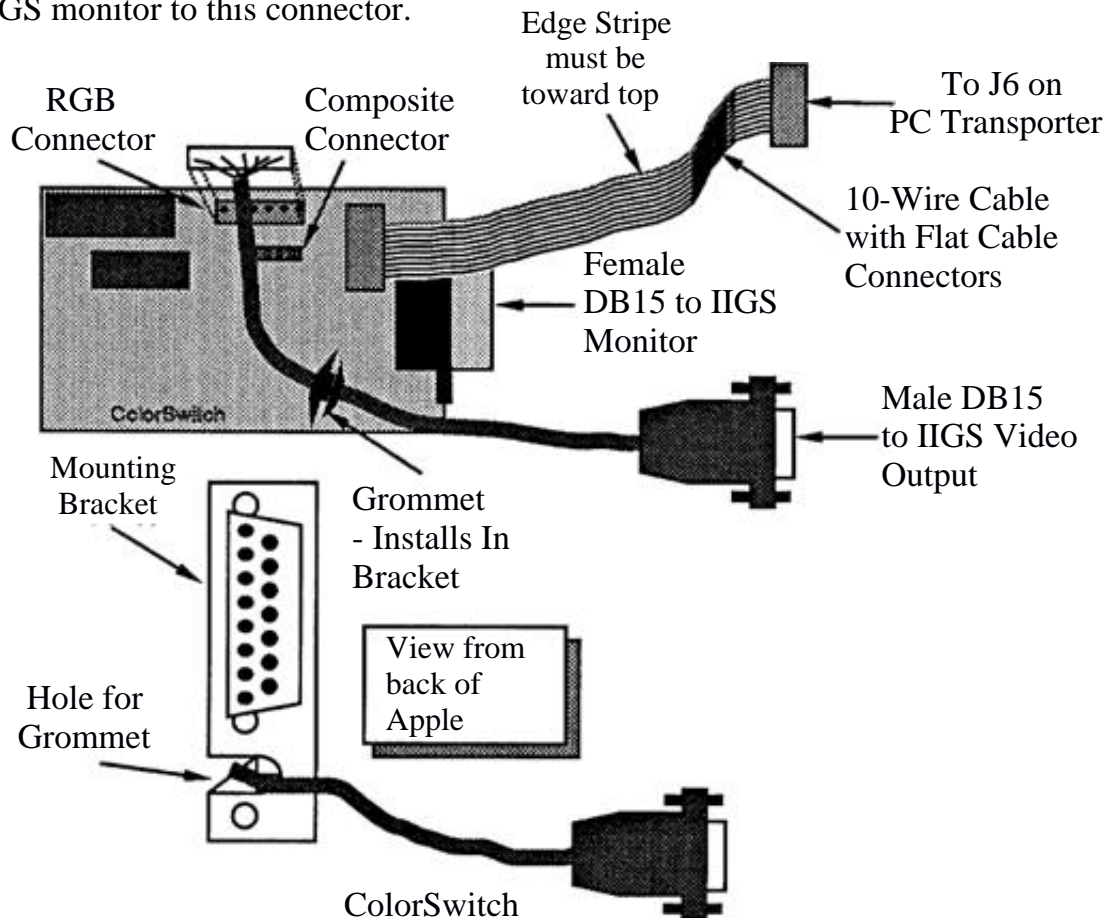 GS monitor to this connector.
Edge Stripe
must be
toward top
RGB
Connector
Composite
Connector
To J6 on
PC Transporter
10-Wire Cable
with Flat Cable
Connectors
Female
DB15 to IIGS
Monitor
ColorSwitch
Male DB15
to IIGS Video
Output
Mounting
Bracket
Grommet
- Installs In
Bracket
View from
back of
Apple
Hole for
Grommet
ColorSwitch